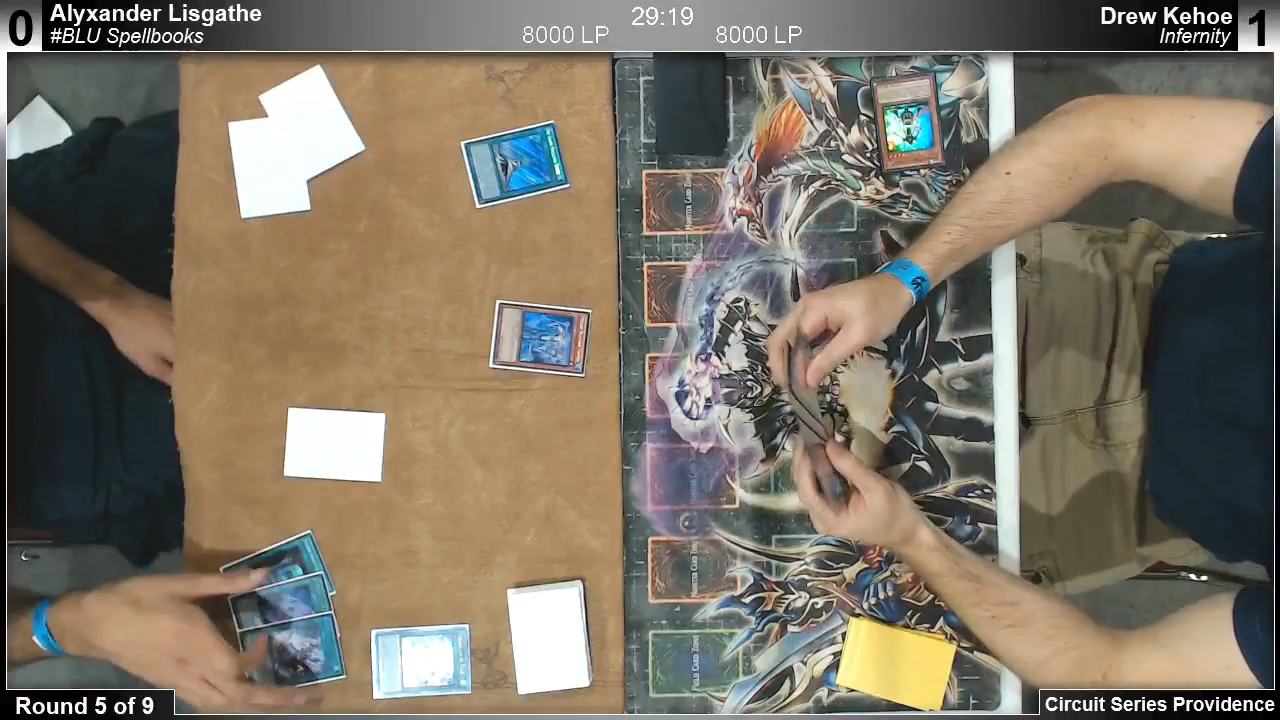 0
Alyxander Lisgathe
#BLU Spellbooks
8000 LP
29:19
8000 LP
Drew Kehoe
Infernity
1
Round 5 of 9
Circuit Series Providence